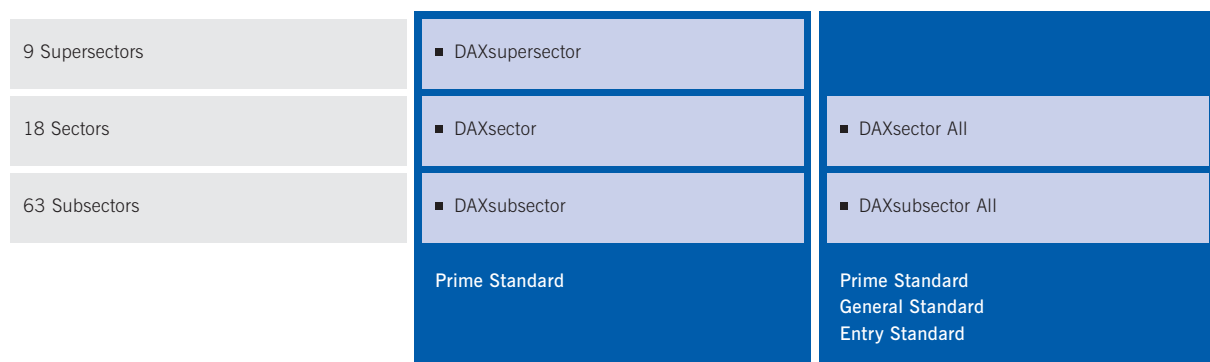 9 Supersectors
DAXsupersector
18 Sectors
DAXsector
DAXsector All
63 Subsectors
DAXsubsector
DAXsubsector All
Prime Standard
Prime Standard
General Standard
Entry Standard